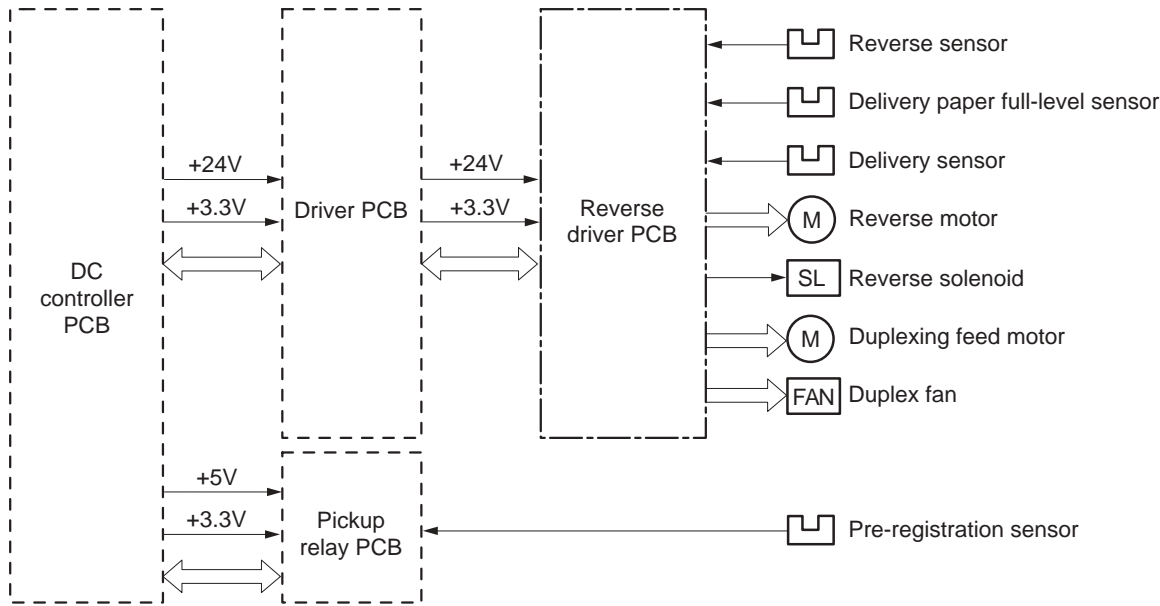 DC
controller
PCB
+24V
+3.3V
Driver PCB
+24V
+3.3V
Reverse
driver PCB
Reverse sensor
Delivery paper full-level sensor
Delivery sensor
M
Reverse motor
SL
Reverse solenoid
M
Duplexing feed motor
FAN
Duplex fan
+5V
+3.3V
Pickup
relay PCB
Pre-registration sensor